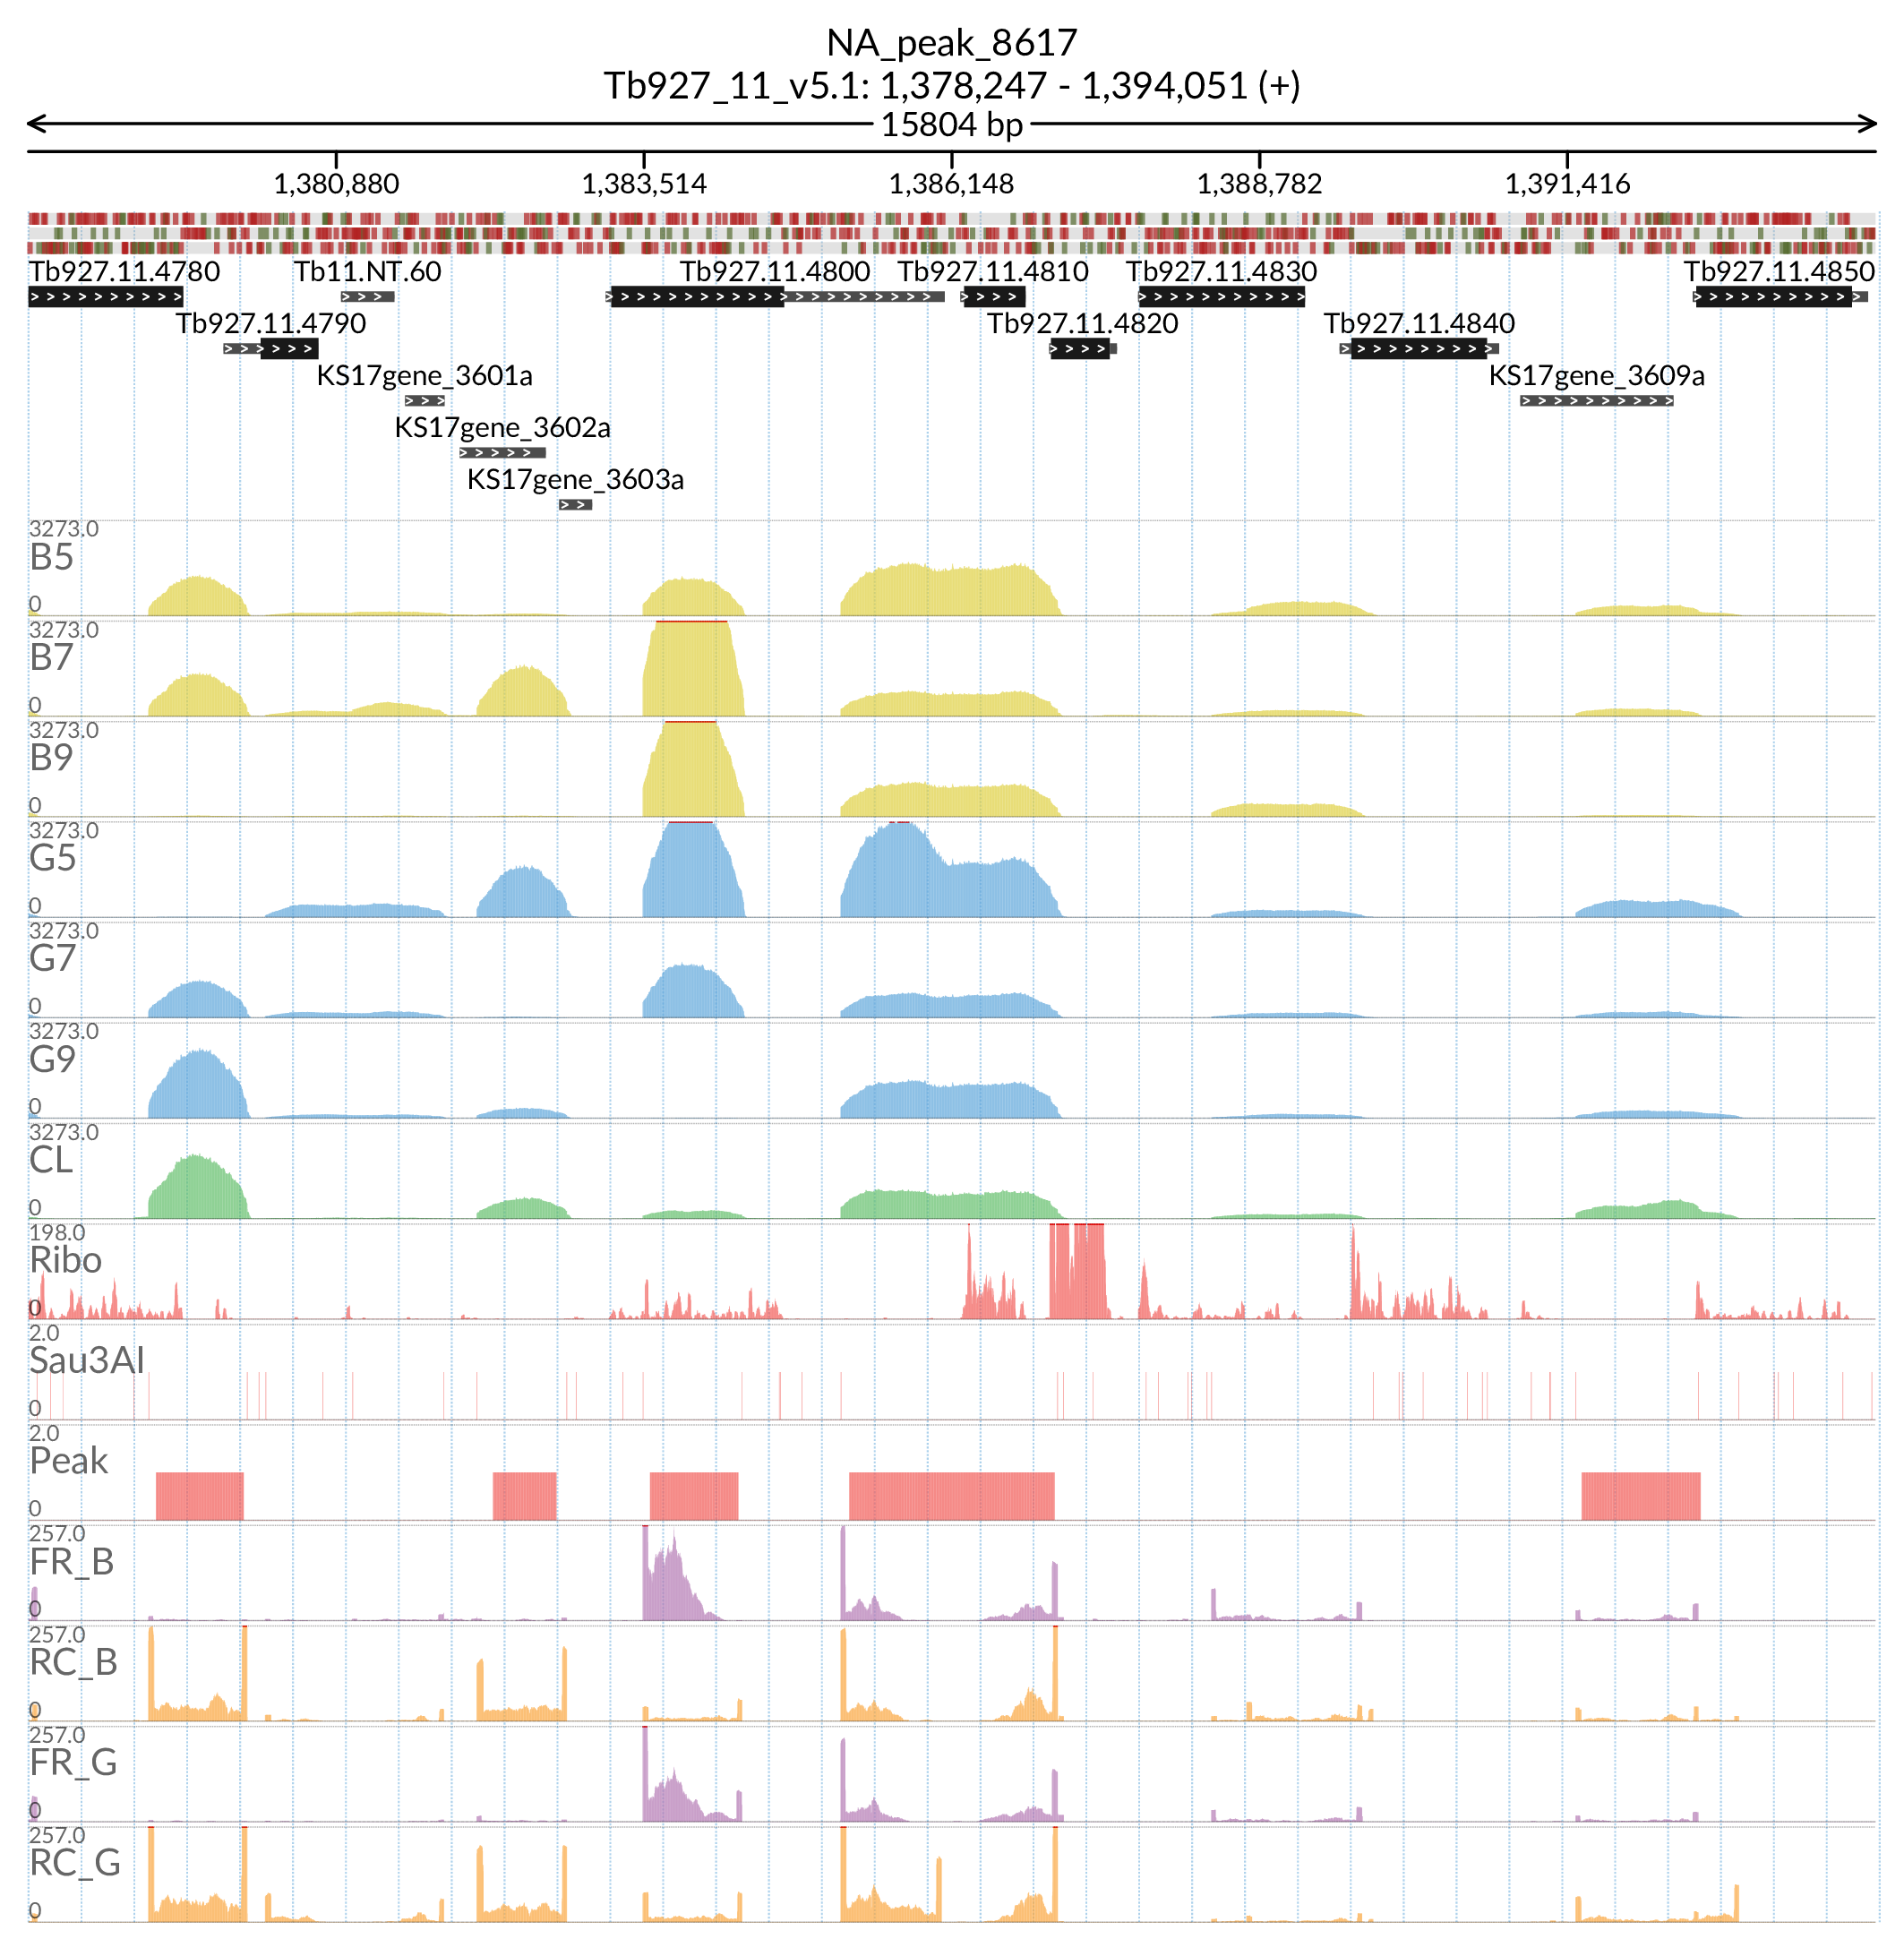 NA_peak_8617
Tb927_11_v5.1: 1,378,247 - 1,394,051 (+)
15804 bp
1,380,880 1,383,514 1,386,148 1,388,782 1,391,416
Tb927.11.4780 Tb11.NT.60 Tb927.11.4800 Tb927.11.4810 Tb927.11.4830 Tb927.11.4850
Tb927.11.4790 Tb927.11.4820 Tb927.11.4840
KS17gene_3601a KS17gene_3609a
KS17gene_3602a
KS17gene_3603a
3273.0
B5
0
3273.0
B7
0
3273.0
B9
0
3273.0
G5
0
3273.0
G7
0
3273.0
G9
0
3273.0
CL
0
198.0
Ribo
0
2.0
Sau3AI
0
2.0
Peak
0
257.0
FR_B
0
257.0
RC_B
0
257.0
FR_G
0
257.0
RC_G
0